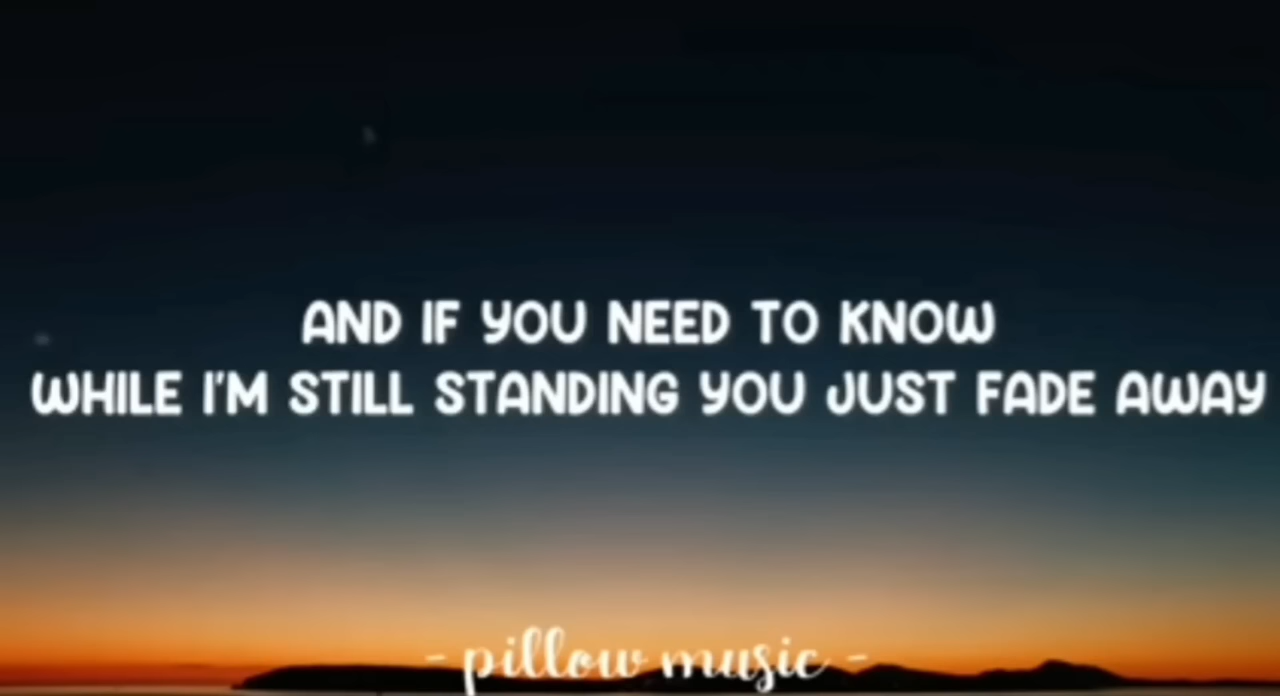 AND IF YOU NEED TO KNOW
WHILE I'M STILL STANDING YOU JUST FADE AWAY
- pillow music -